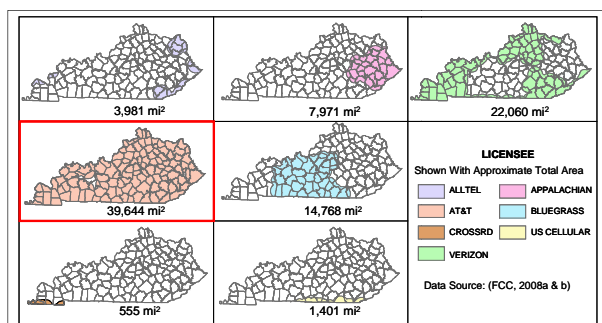 3,981 mi²
7,971 mi²
22,060 mi²
39,644 mi²
14,768 mi²
LICENSEE
Shown With Approximate Total Area
ALLTEL
APPALACHIAN
AT&T
BLUEGRASS
CROSSRD
US CELLULAR
VERIZON
Data Source: (FCC, 2008a & b)
555 mi²
1,401 mi²